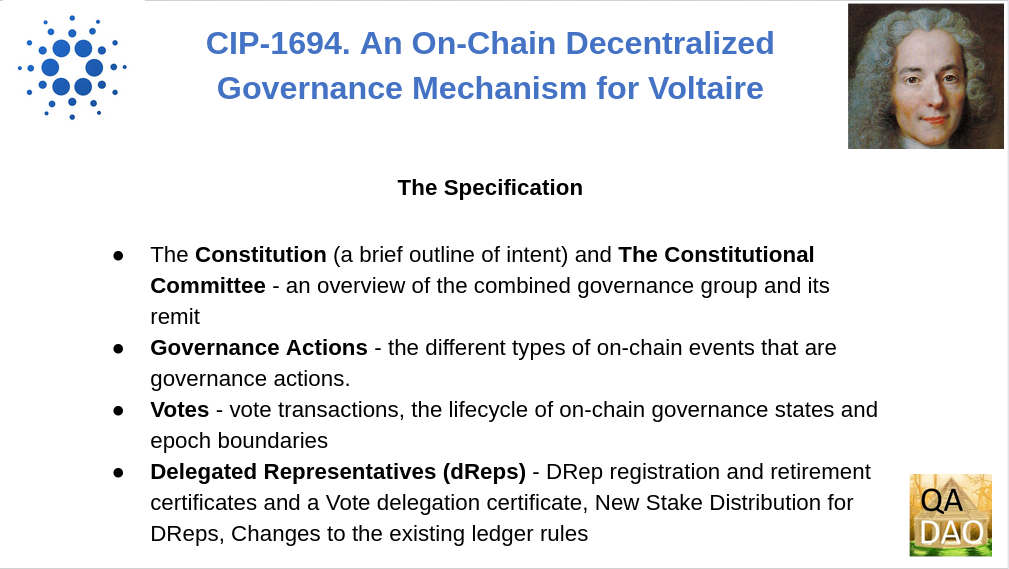 CIP-1694. An On-Chain Decentralized
Governance Mechanism for Voltaire
The Specification
● The Constitution (a brief outline of intent) and The Constitutional
Committee - an overview of the combined governance group and its
remit
● Governance Actions - the different types of on-chain events that are
governance actions.
● Votes - vote transactions, the lifecycle of on-chain governance states and
epoch boundaries
● Delegated Representatives (dReps) - DRep registration and retirement
certificates and a Vote delegation certificate, New Stake Distribution for
DReps, Changes to the existing ledger rules
QA
DAO